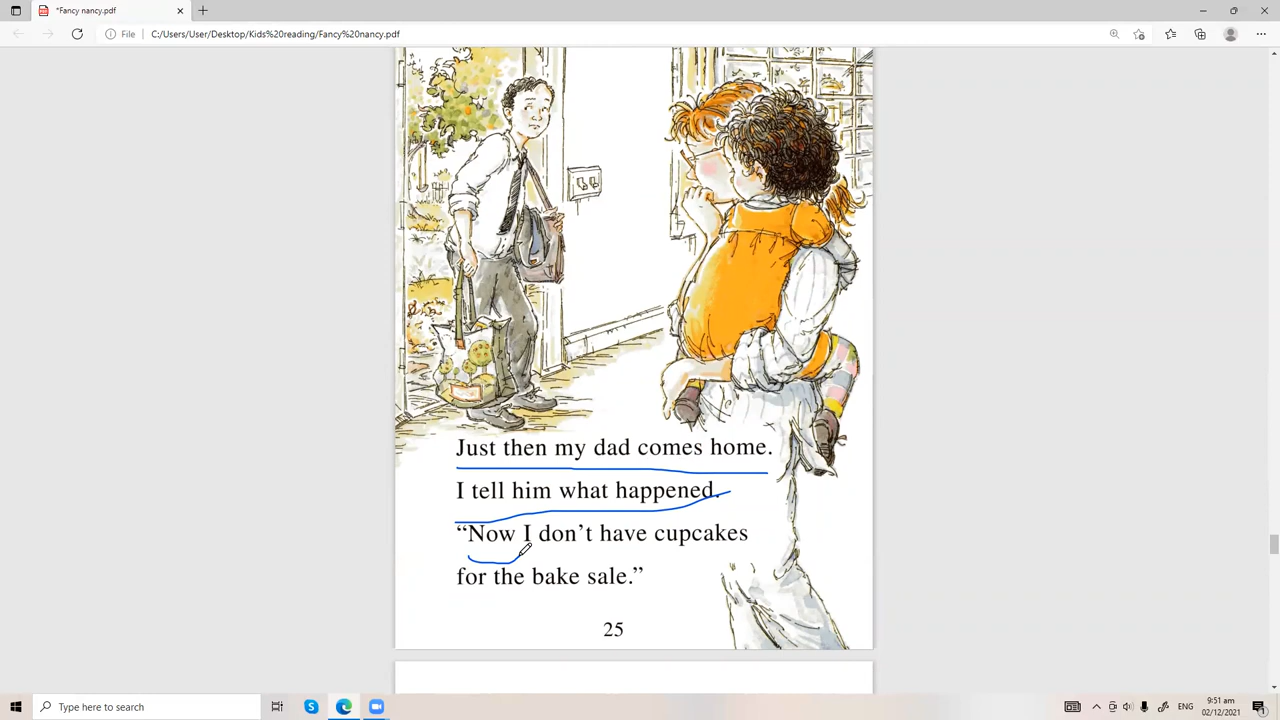 *Fancy nancy.pdf
File
C:/Users/User/Desktop/Kids%20reading/Fancy%20nancy.pdf
Just then my dad comes home.
I tell him what happened.
“Now I don’t have cupcakes
for the bake sale.”
25
Type here to search
ENG
9:51 am
02/12/2021